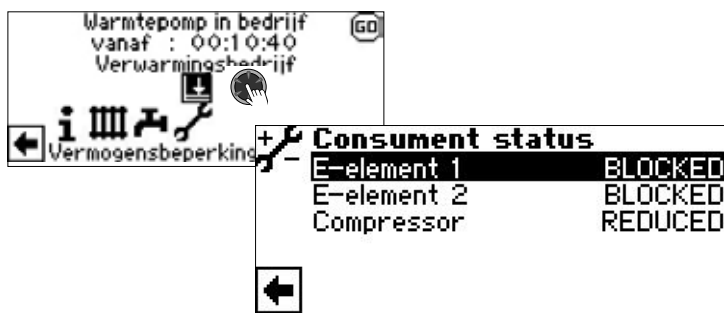 Warmtepomp in bedrijf
GO
vanaf : 00:10:40
Verwarmingsbedrijf
Vermogensbeperking
Consument status
E-element 1 BLOCKED
E-element 2 BLOCKED
Compressor REDUCED